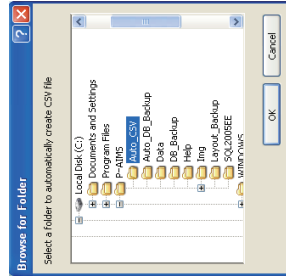 Browse for Folder
Select a folder to automatically create CSV file
Local Disk (C:)
Documents and Settings
Program Files
P-AIMS
Auto_CSV
Auto_DB_Backup
Data
DB_Backup
Help
Img
Layout_Backup
SQL2005EE
WINDOWS
OK
Cancel